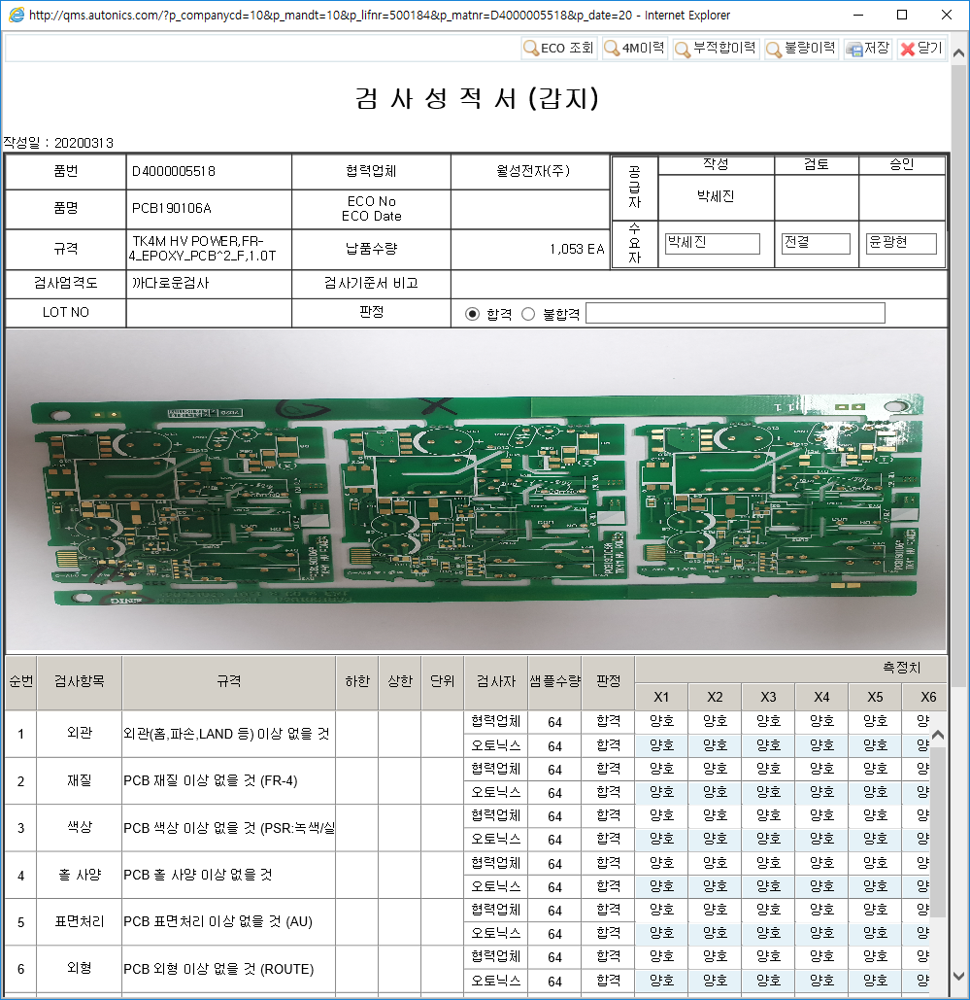 http://qms.autonics.com/?p_companycd=10&p_mandt=10&p_lifnr=500184&p_matnr=D4000005518&p_date=20 - Internet Explorer
ECO 조회 4M이력 부적합이력 불량이력 저장 닫기
검 사 성 적 서 (갑지)
작성일 : 20200313
품번 D4000005518 협력업체 월성전자(주)
공급자 작성 검토 승인
박세진
품명 PCB190106A ECO No
ECO Date
규격 TK4M HV POWER,FR-
4_EPOXY_PCB^2_F,1.0T 납품수량 1,053 EA
수요자 박세진 전결 윤광현
검사엄격도 까다로운검사 검사기준서 비고
LOT NO 판정 합격 불합격
순번 검사항목 규격 하한 상한 단위 검사자 샘플수량 판정 측정치
X1 X2 X3 X4 X5 X6
1 외관 외관(홈,파손,LAND 등) 이상 없을 것 협력업체 64 합격 양호 양호 양호 양호 양호 양
오토닉스 64 합격 양호 양호 양호 양호 양호 양
2 재질 PCB 재질 이상 없을 것 (FR-4) 협력업체 64 합격 양호 양호 양호 양호 양호 양
오토닉스 64 합격 양호 양호 양호 양호 양호 양
3 색상 PCB 색상 이상 없을 것 (PSR:녹색/실 협력업체 64 합격 양호 양호 양호 양호 양호 양
오토닉스 64 합격 양호 양호 양호 양호 양호 양
4 홀 사양 PCB 홀 사양 이상 없을 것 협력업체 64 합격 양호 양호 양호 양호 양호 양
오토닉스 64 합격 양호 양호 양호 양호 양호 양
5 표면처리 PCB 표면처리 이상 없을 것 (AU) 협력업체 64 합격 양호 양호 양호 양호 양호 양
오토닉스 64 합격 양호 양호 양호 양호 양호 양
6 외형 PCB 외형 이상 없을 것 (ROUTE) 협력업체 64 합격 양호 양호 양호 양호 양호 양
오토닉스 64 합격 양호 양호 양호 양호 양호 양